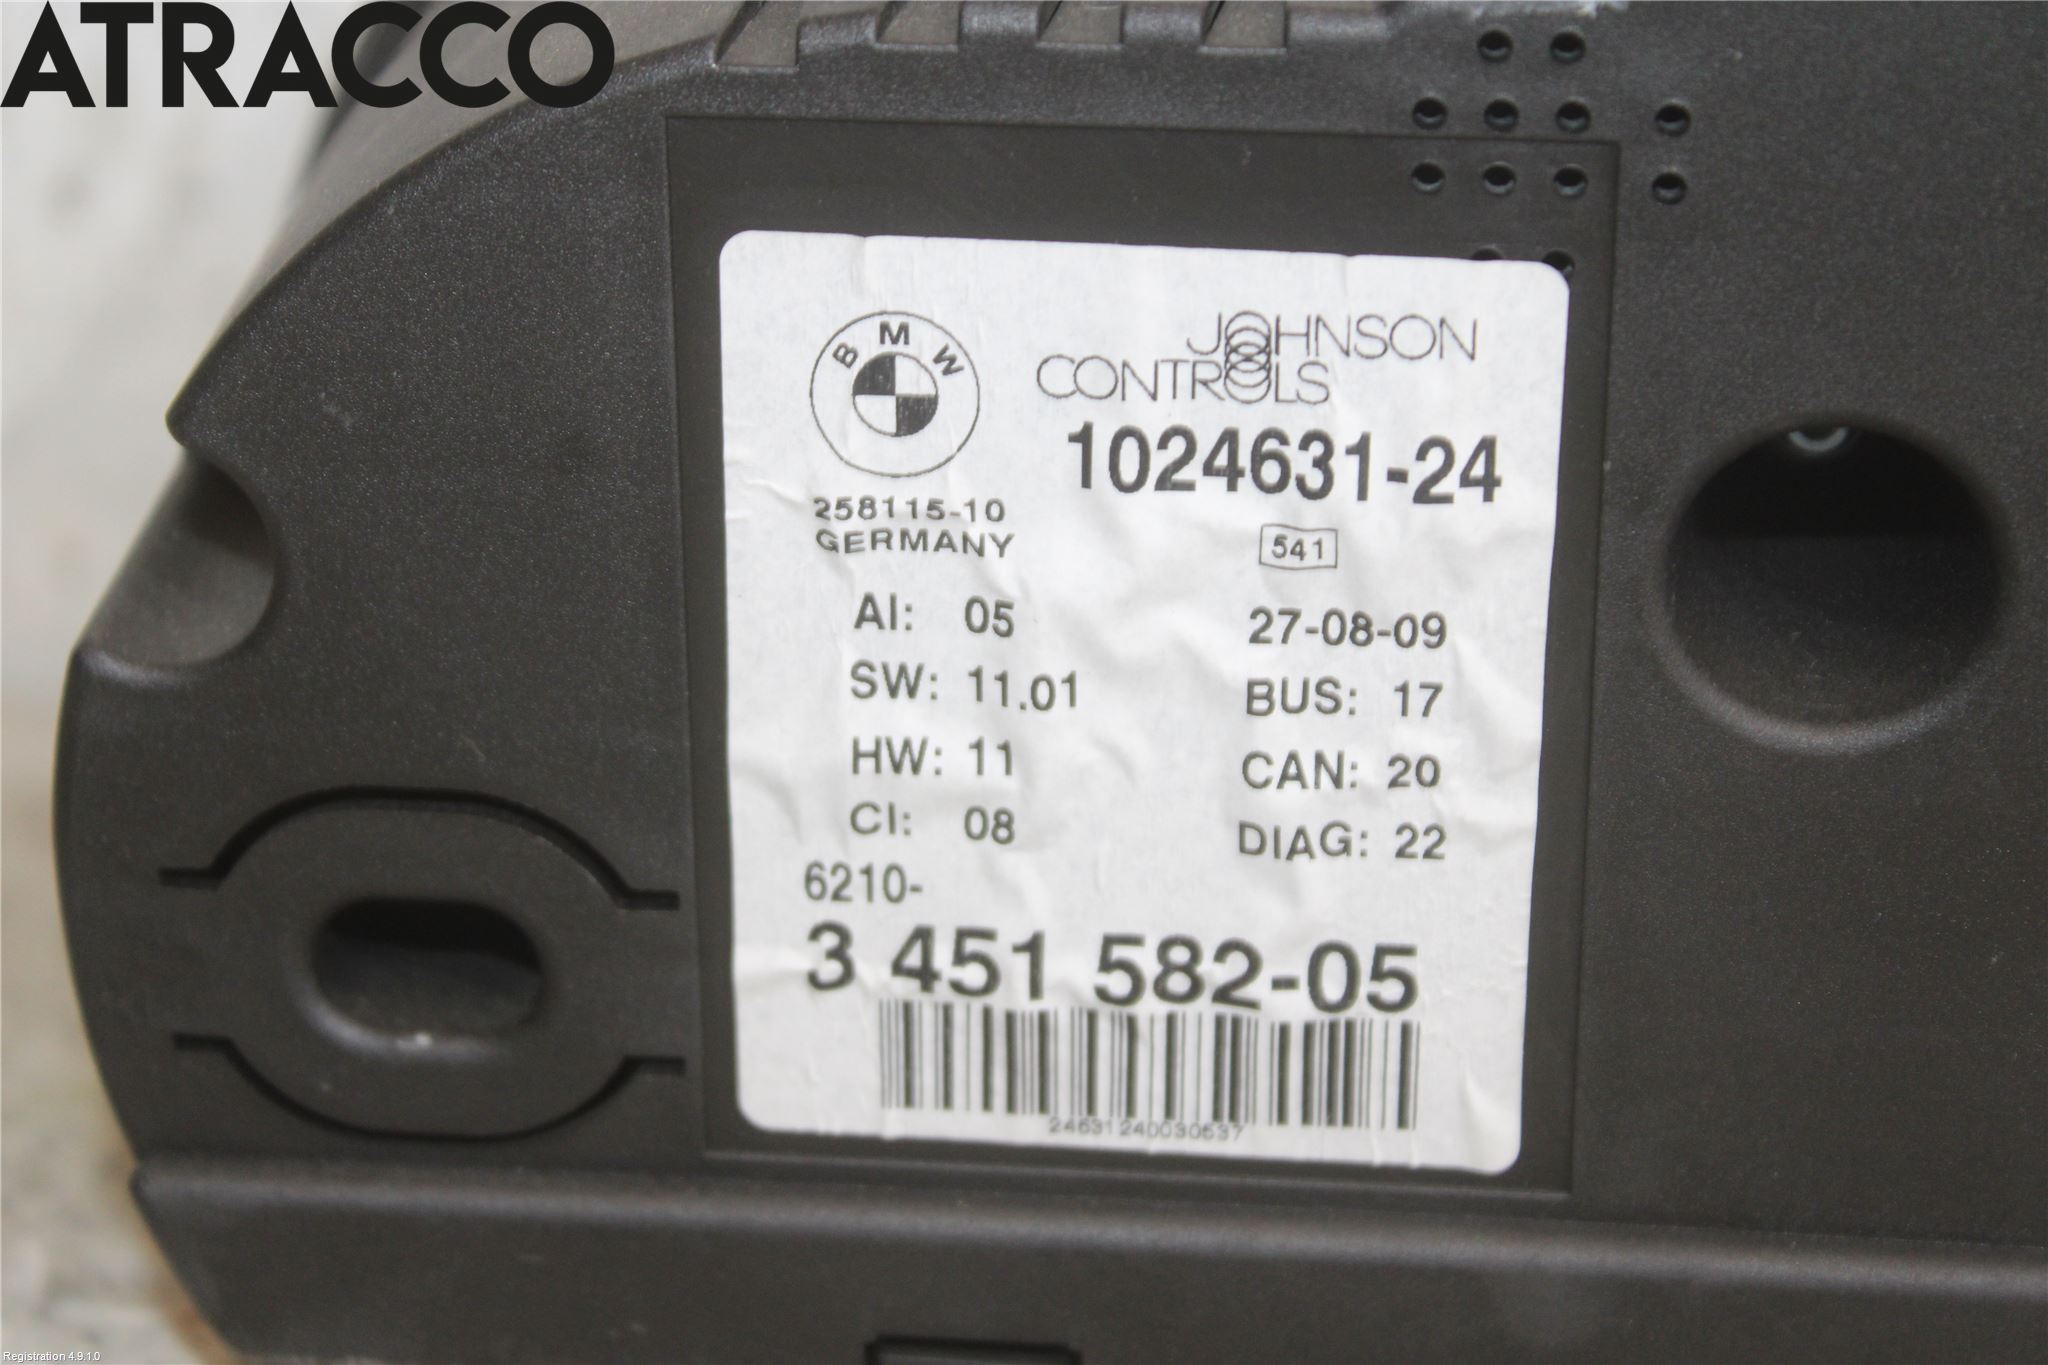 ATRACCO
BMW
JOHNSON
CONTROLS
1024631-24
258115-10
GERMANY
541
AI: 05
27-08-09
SW: 11.01
BUS: 17
HW: 11
CAN: 20
CI: 08
DIAG: 22
6210-
3 451 582-05
24631240030637
Registration 4.9.1.0